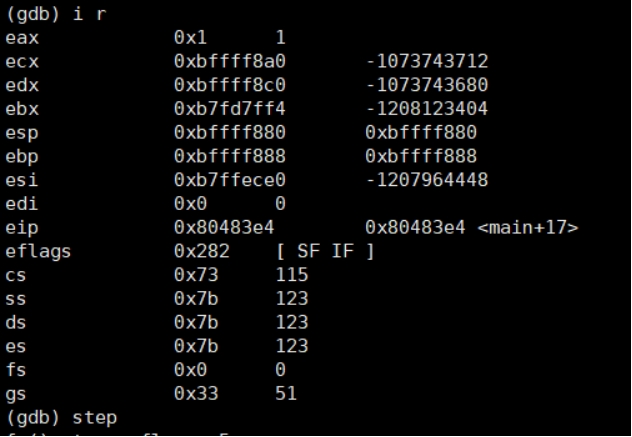 (gdb) i r
eax 0x1 1
ecx 0xbffff8a0 -1073743712
edx 0xbffff8c0 -1073743680
ebx 0xb7fd7ff4 -1208123404
esp 0xbffff880 0xbffff880
ebp 0xbffff888 0xbffff888
esi 0xb7ffece0 -1207964448
edi 0x0 0
eip 0x80483e4 0x80483e4 <main+17>
eflags 0x282 [ SF IF ]
cs 0x73 115
ss 0x7b 123
ds 0x7b 123
es 0x7b 123
fs 0x0 0
gs 0x33 51
(gdb) step